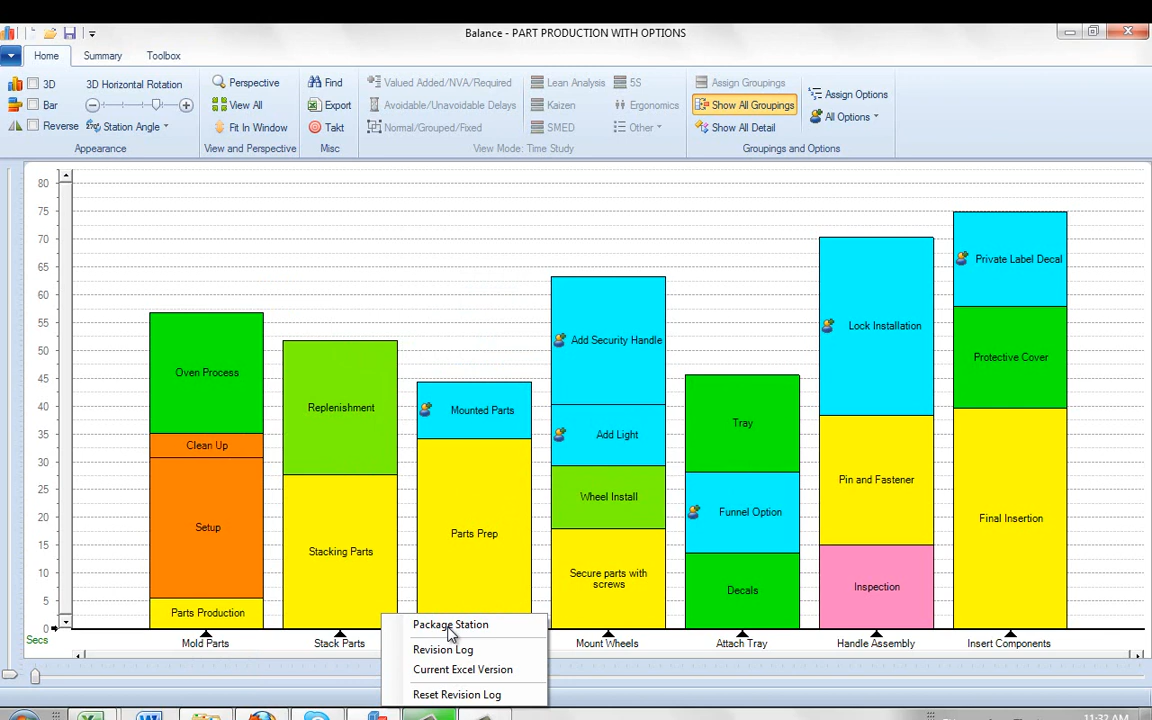 Balance - PART PRODUCTION WITH OPTIONS
Home Summary Toolbox
3D 3D Horizontal Rotation Perspective Find Valued Added/NVA/Required Lean Analysis 5S Assign Groupings Assign Options
Bar View All Export Avoidable/Unavoidable Delays Kaizen Ergonomics Show All Groupings All Options
Reverse Station Angle Fit In Window Takt Normal/Grouped/Fixed SMED Other Show All Detail
Appearance View and Perspective Misc View Mode: Time Study Groupings and Options
80
75
70
65
60
55
50
45
40
35
30
25
20
15
10
5
0
Secs
Oven Process
Clean Up
Setup
Parts Production
Replenishment
Stacking Parts
Mounted Parts
Parts Prep
Add Security Handle
Add Light
Wheel Install
Secure parts with
screws
Tray
Funnel Option
Decals
Lock Installation
Pin and Fastener
Inspection
Private Label Decal
Protective Cover
Final Insertion
Mold Parts Stack Parts Mount Wheels Attach Tray Handle Assembly Insert Components
Package Station
Revision Log
Current Excel Version
Reset Revision Log
11:32 AM